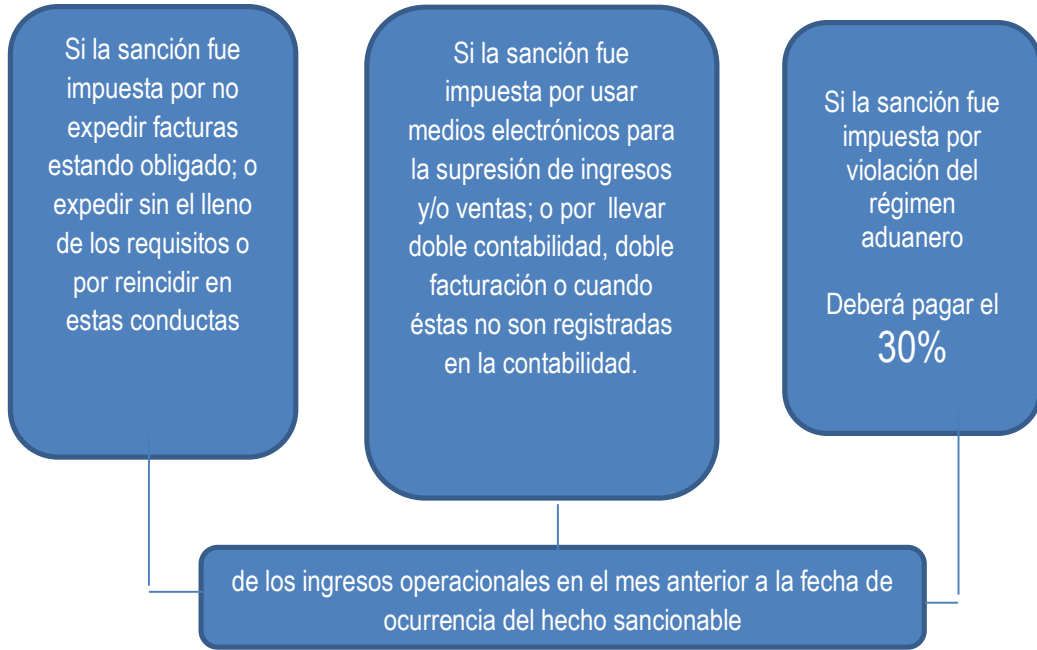 Si la sanción fue
impuesta por no
expedir facturas
estando obligado; o
expedir sin el lleno
de los requisitos o
por reincidir en
estas conductas
Si la sanción fue
impuesta por usar
medios electrónicos para
la supresión de ingresos
y/o ventas; o por llevar
doble contabilidad, doble
facturación o cuando
éstas no son registradas
en la contabilidad.
Si la sanción fue
impuesta por
violación del
régimen
aduanero
Deberá pagar el
30%
de los ingresos operacionales en el mes anterior a la fecha de
ocurrencia del hecho sancionable